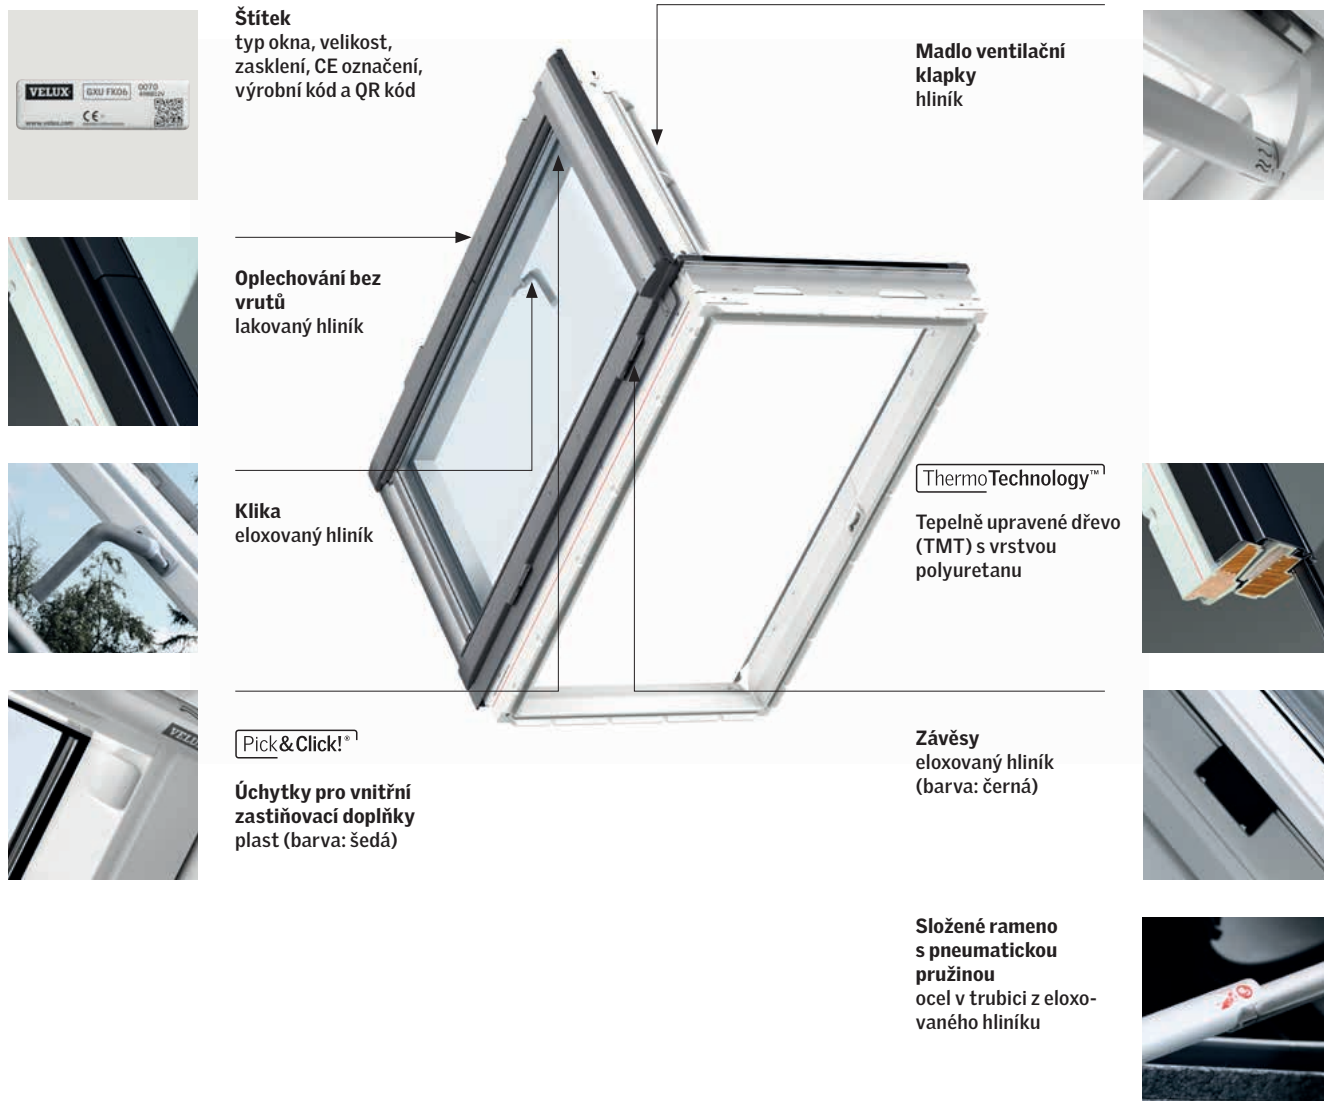 Štítek
typ okna, velikost,
zasklení, CE označení,
výrobní kód a QR kód
VELUX
GXU FK06
0070
www.velux.com
CE
Madlo ventilační
klapky
hliník
Oplechování bez
vrutů
lakovaný hliník
Klika
eloxovaný hliník
ThermoTechnology™
Tepelně upravené dřevo
(TMT) s vrstvou
polyuretanu
Pick&Click!®
Úchytky pro vnitřní
zastiňovací doplňky
plast (barva: šedá)
Závěsy
eloxovaný hliník
(barva: černá)
Složené rameno
s pneumatickou
pružinou
ocel v trubici z eloxo-
vaného hliníku